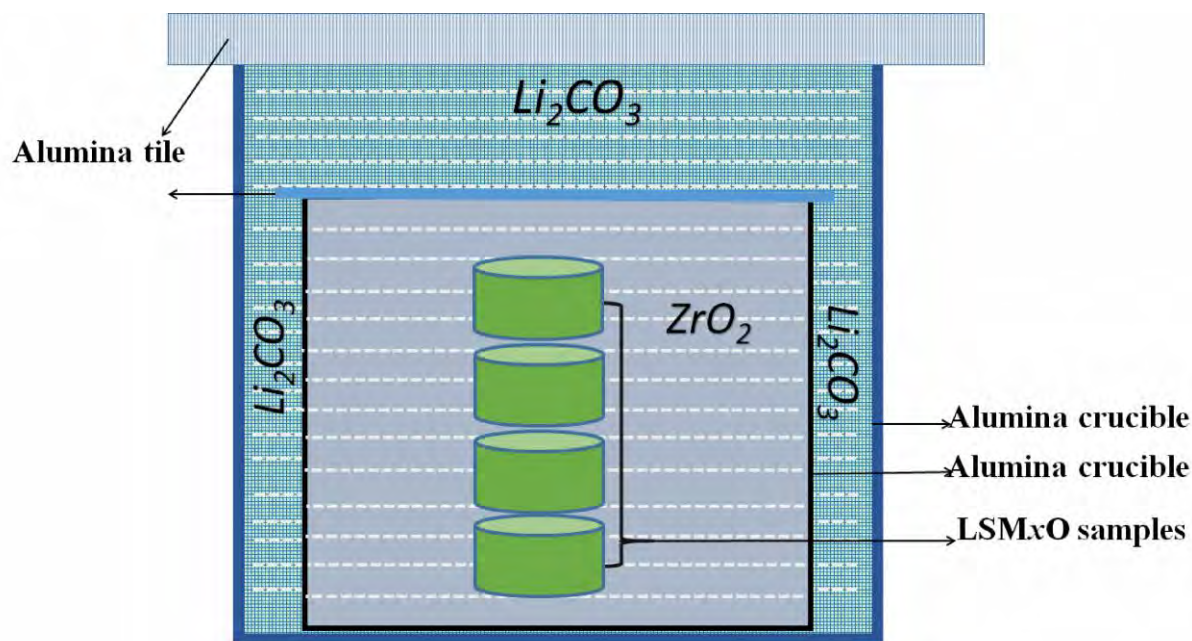 Li₂CO₃
Alumina tile
Li₂CO₃
ZrO₂
Li₂CO₃
Alumina crucible
Alumina crucible
LSMxO samples